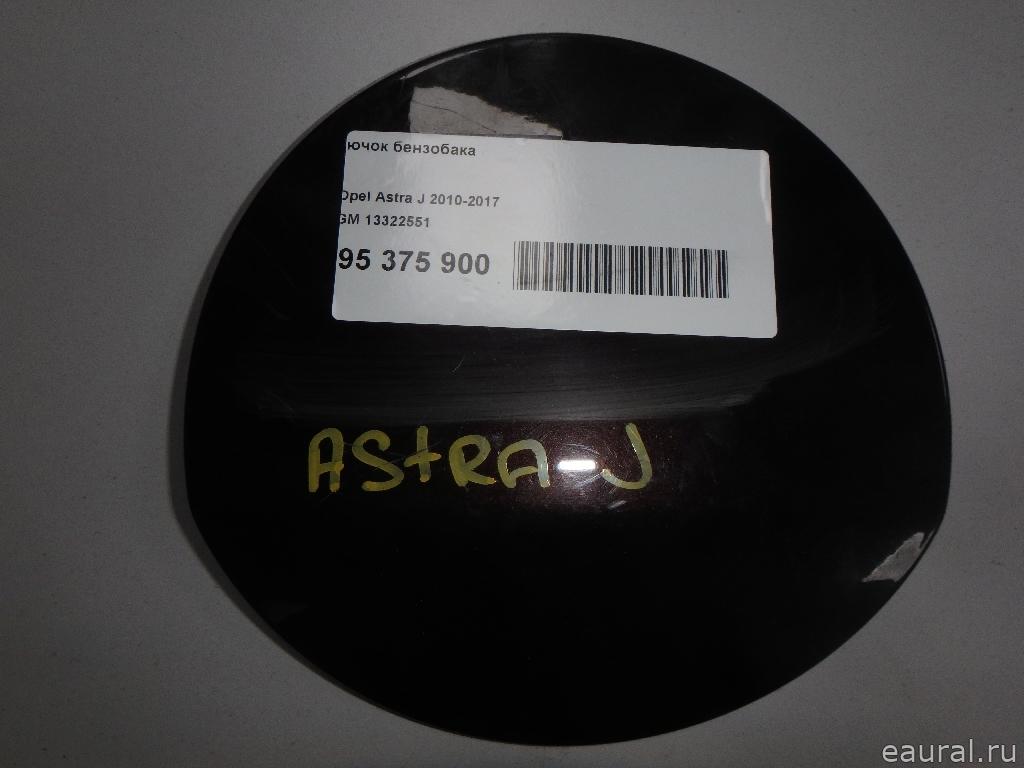 ючок бензобака
Opel Astra J 2010-2017
GM 13322551
95 375 900
ASTRA-J
eaural.ru